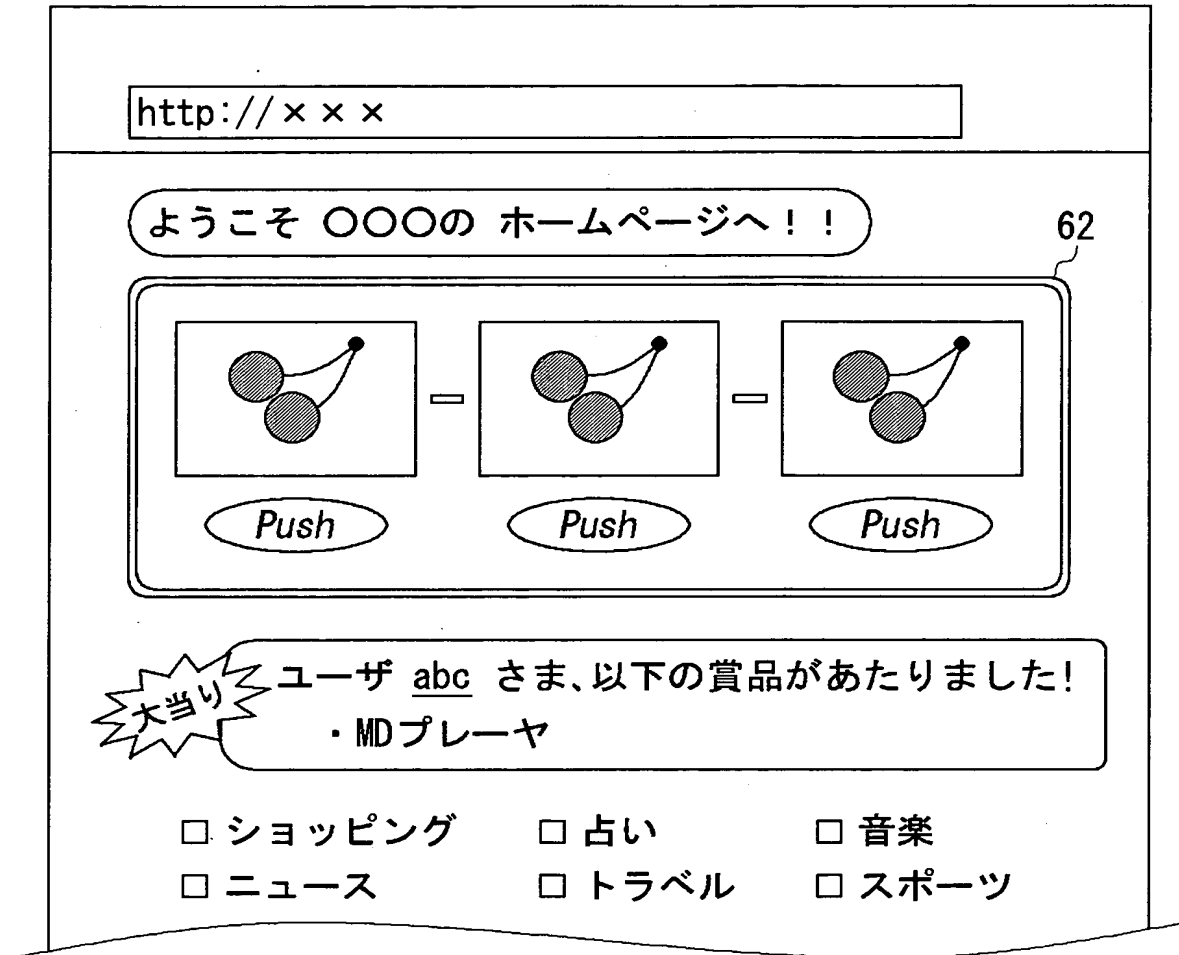 http://×××
ようこそ 〇〇〇の ホームページへ！！
62
Push Push Push
大当り
ユーザ abc さま、以下の賞品があたりました！
・MDプレーヤ
□ ショッピング □ 占い □ 音楽
□ ニュース □ トラベル □ スポーツ